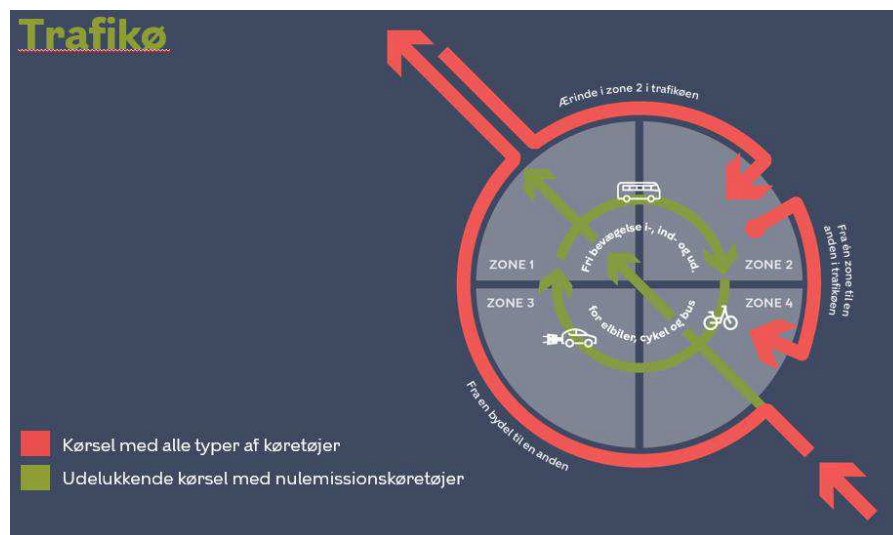 Trafikø
Ærinde i zone 2 i trafikøen
Fri bevægelse i-, ind- og ud.
ZONE 1
ZONE 2
Fra én zone til en
anden i trafikøen
ZONE 3
ZONE 4
for elbiler, cykel og bus
Fra en bydel til en anden
Kørsel med alle typer af køretøjer
Udelukkende kørsel med nulemissionskøretøjer